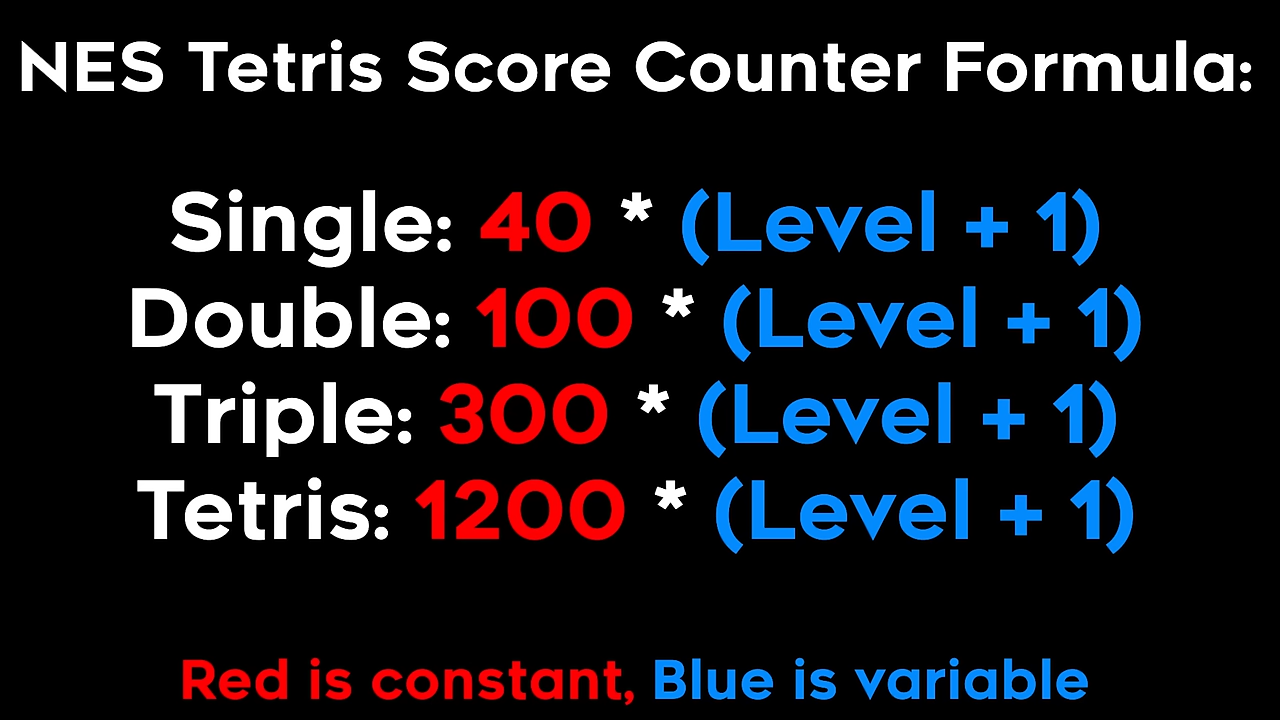 NES Tetris Score Counter Formula:
Single: 40 * (Level + 1)
Double: 100 * (Level + 1)
Triple: 300 * (Level + 1)
Tetris: 1200 * (Level + 1)
Red is constant, Blue is variable